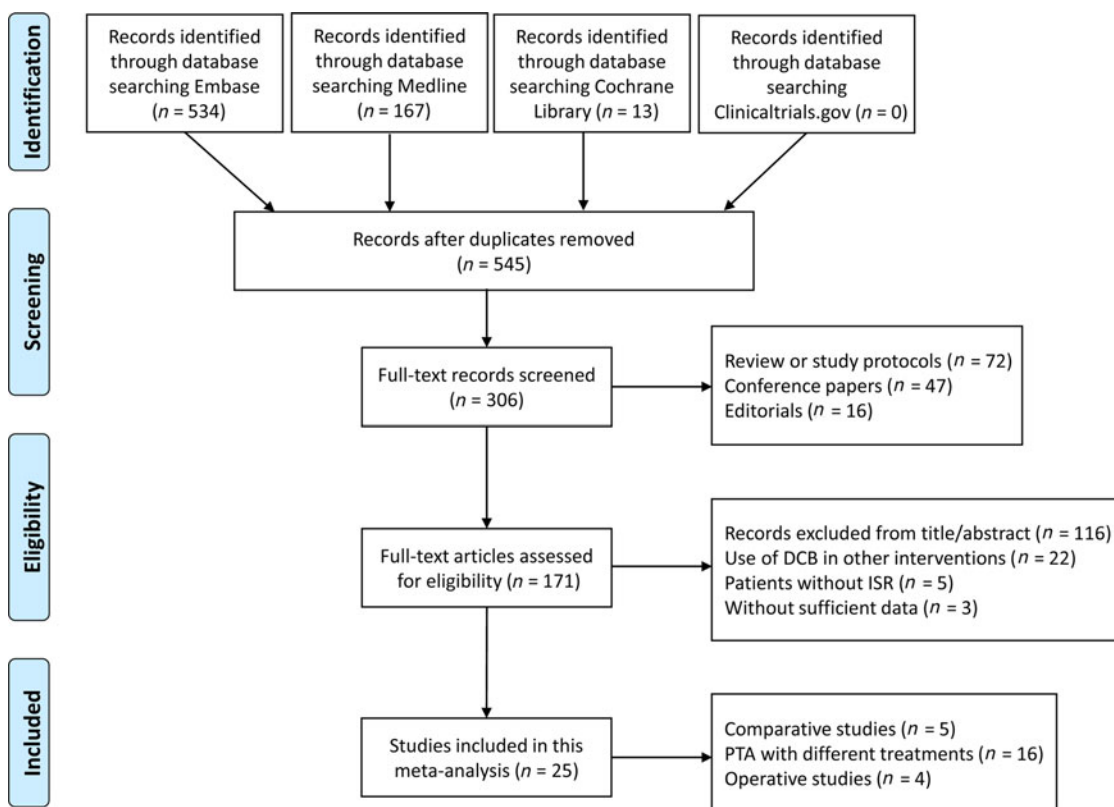 Identification
Records identified
through database
searching Embase
(n = 534)
Records identified
through database
searching Medline
(n = 167)
Records identified
through database
searching Cochrane
Library (n = 13)
Records identified
through database
searching
Clinicaltrials.gov (n = 0)
Screening
Records after duplicates removed
(n = 545)
Full-text records screened
(n = 306)
Review or study protocols (n = 72)
Conference papers (n = 47)
Editorials (n = 16)
Eligibility
Full-text articles assessed
for eligibility (n = 171)
Records excluded from title/abstract (n = 116)
Use of DCB in other interventions (n = 22)
Patients without ISR (n = 5)
Without sufficient data (n = 3)
Included
Studies included in this
meta-analysis (n = 25)
Comparative studies (n = 5)
PTA with different treatments (n = 16)
Operative studies (n = 4)